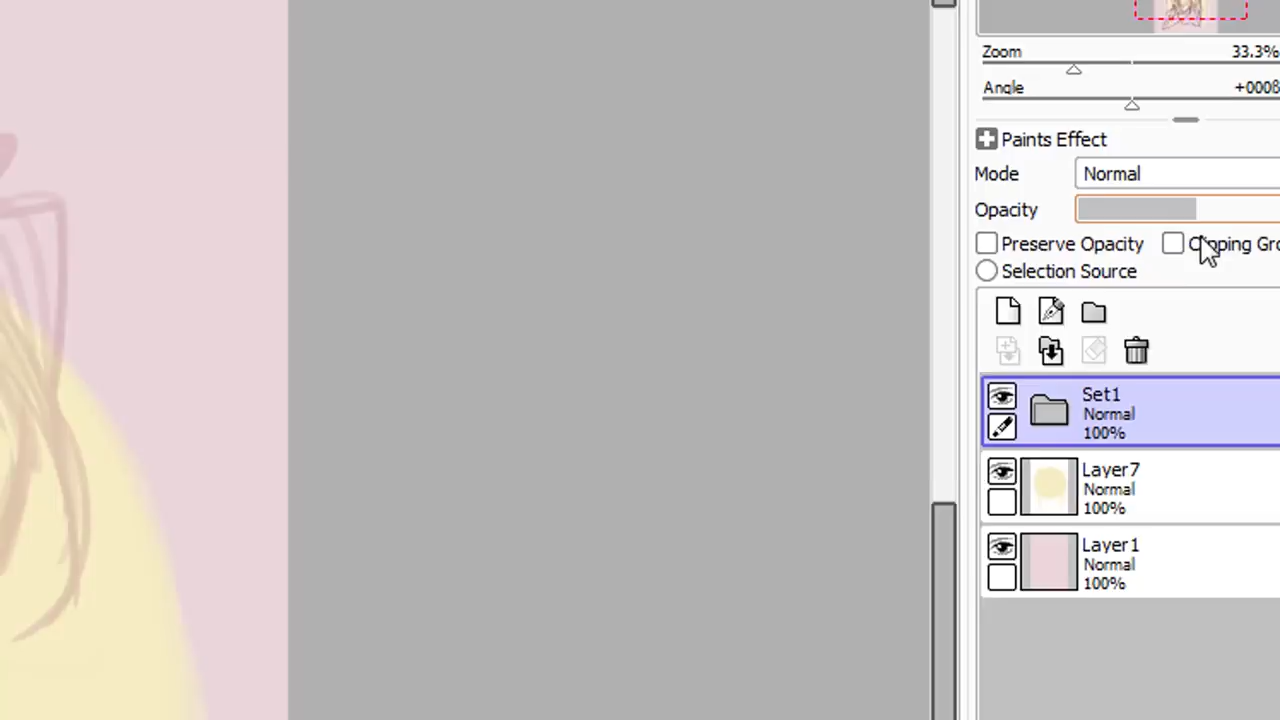 Zoom 33.3%
Angle +0008
Paints Effect
Mode Normal
Opacity
Preserve Opacity
Selection Source
Set1
Normal
100%
Layer7
Normal
100%
Layer1
Normal
100%